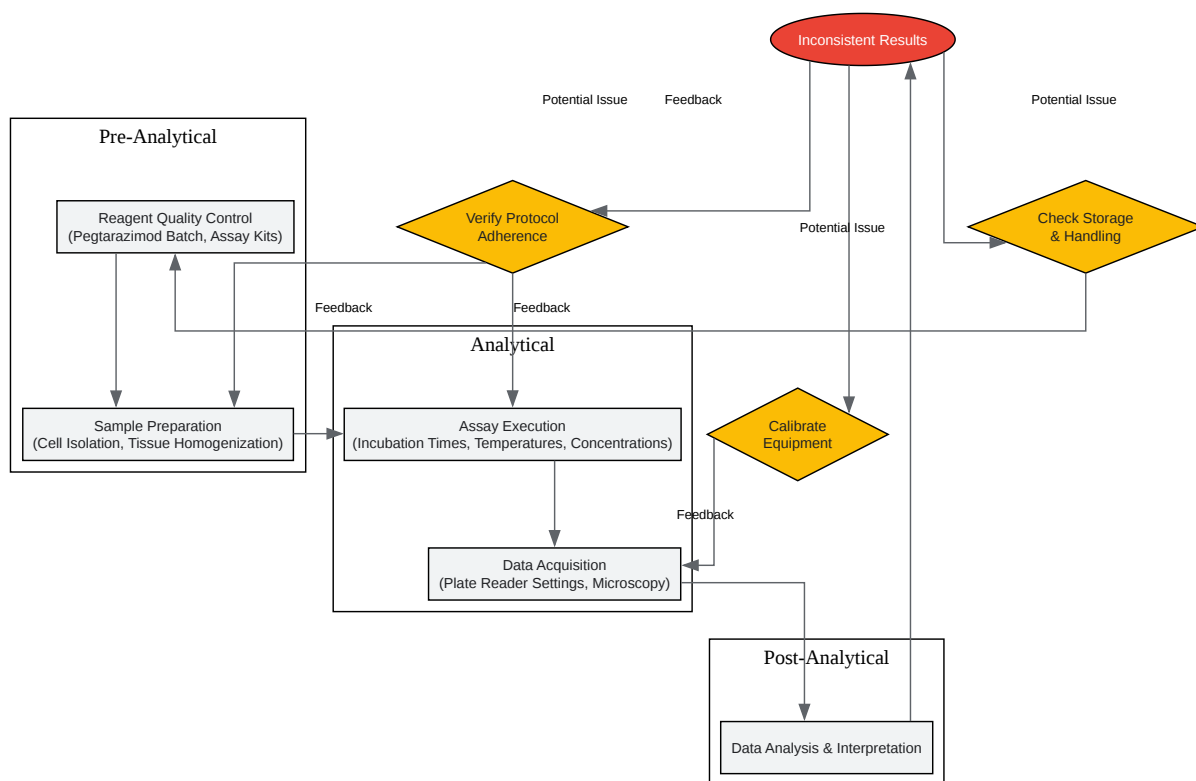 Inconsistent Results
Potential Issue
Feedback
Potential Issue
Pre-Analytical
Reagent Quality Control
(Pegtarazimod Batch, Assay Kits)
Verify Protocol
Adherence
Potential Issue
Check Storage
& Handling
Feedback
Feedback
Analytical
Sample Preparation
(Cell Isolation, Tissue Homogenization)
Assay Execution
(Incubation Times, Temperatures, Concentrations)
Calibrate
Equipment
Feedback
Data Acquisition
(Plate Reader Settings, Microscopy)
Post-Analytical
Data Analysis & Interpretation